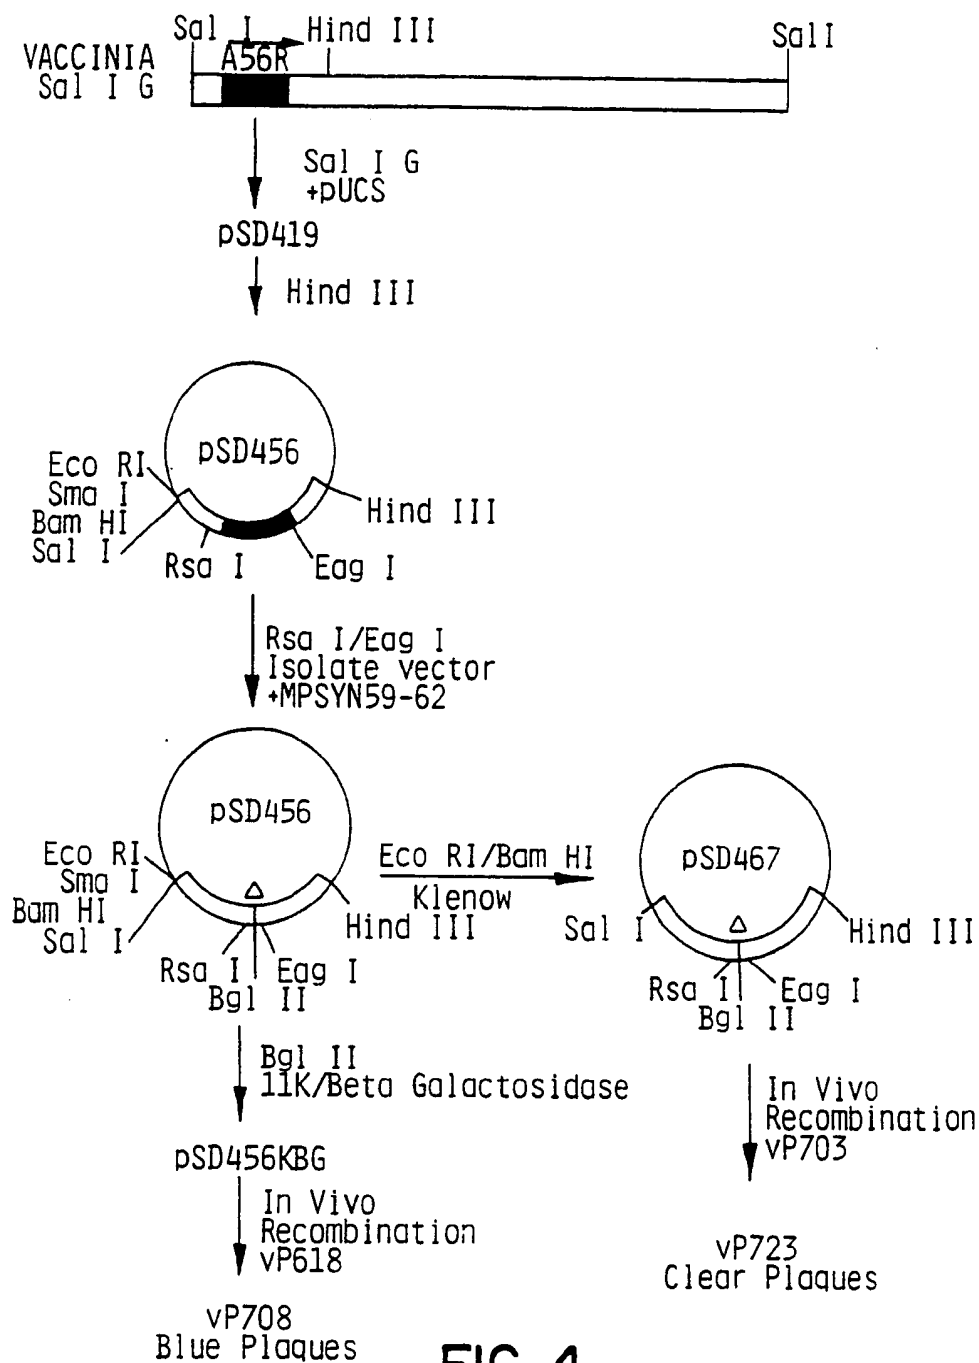 Sal I
Hind III
Sal I
VACCINIA
A56R
Sal I G
Sal I G
+pUCS
pSD419
Hind III
pSD456
Eco RI
Sma I
Bam HI
Sal I
Hind III
Rsa I
Eag I
Rsa I/Eag I
Isolate vector
+MPSYN59-62
pSD456
Eco RI
Sma I
Bam HI
Sal I
Hind III
Rsa I
Eag I
Bgl II
Eco RI/Bam HI
Klenow
pSD467
Sal I
Hind III
Rsa I
Eag I
Bgl II
Bgl II
11K/Beta Galactosidase
pSD456KBG
In Vivo
Recombination
vP618
vP708
Blue Plaques
In Vivo
Recombination
vP703
vP723
Clear Plaques
FIG. 4